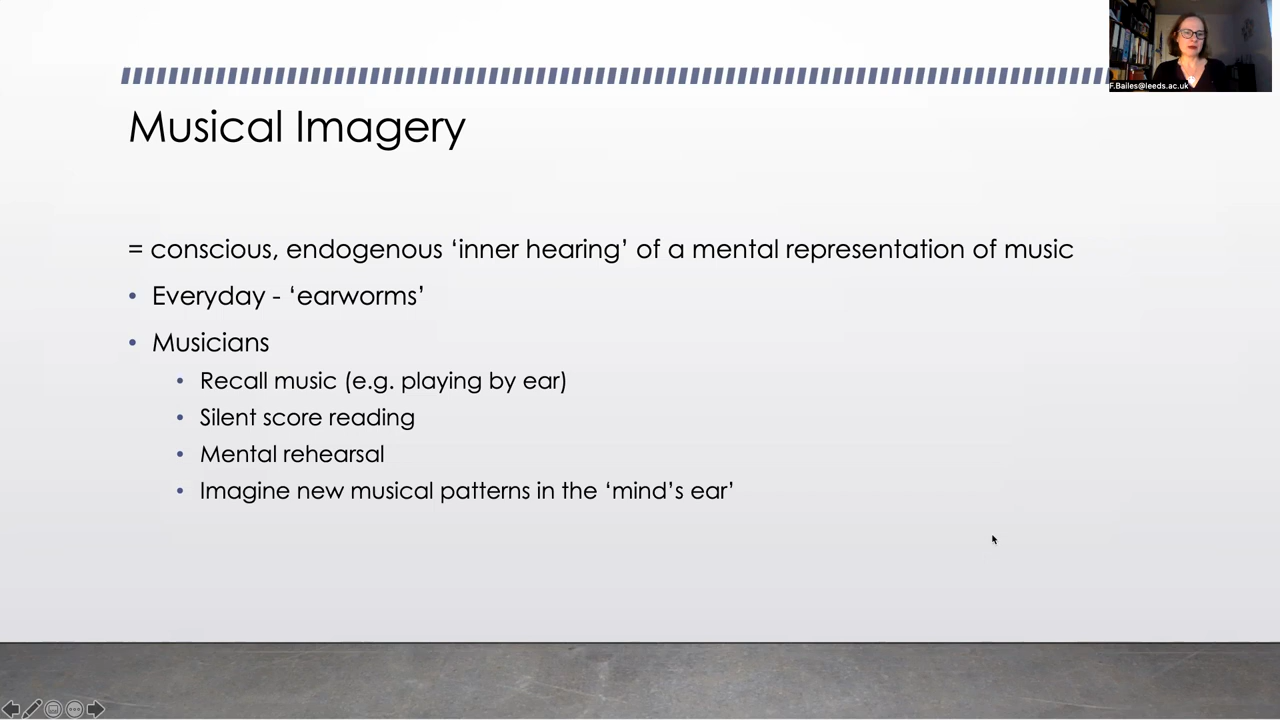 F.Bailes@leeds.ac.uk
Musical Imagery
= conscious, endogenous ‘inner hearing’ of a mental representation of music
• Everyday - ‘earworms’
• Musicians
• Recall music (e.g. playing by ear)
• Silent score reading
• Mental rehearsal
• Imagine new musical patterns in the ‘mind’s ear’